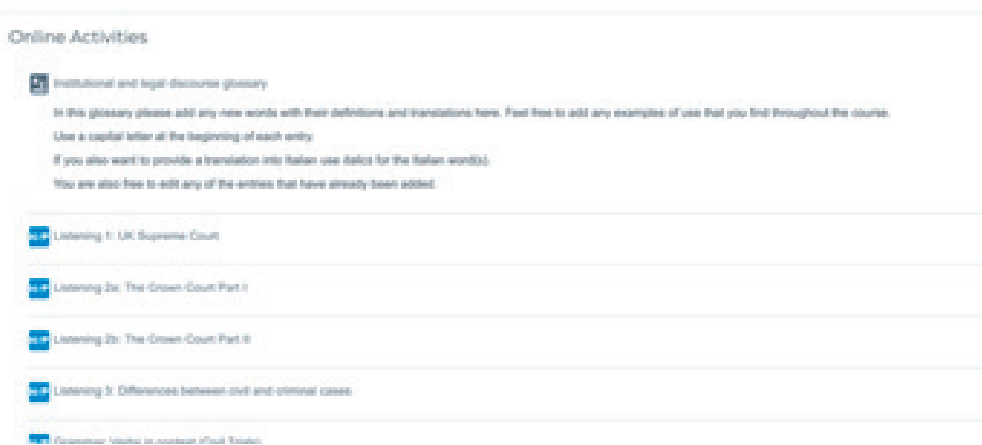 Online Activities
Institutional and legal discourse glossary
In this glossary please add any new words with their definitions and translations here. Feel free to add any examples of use that you find throughout the course.
Use a capital letter at the beginning of each entry
If you also want to provide a translation into Italian use italics for the Italian word(s).
You are also free to edit any of the entries that have already been added.
Listening 1: UK Supreme Court
Listening 2a: The Crown Court Part I
Listening 2b: The Crown Court Part II
Listening 3: Differences between civil and criminal cases
Grammar: Verbs in context (Civil Trials)